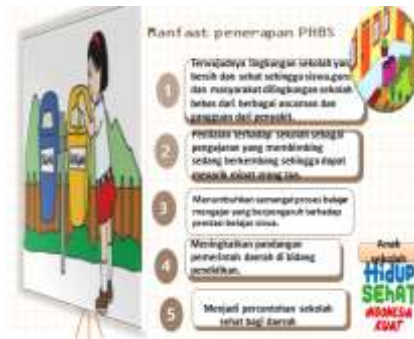 Manfaat penerapan PHBS
1
Terwujudnya lingkungan sekolah yang
bersih dan sehat sehingga siswa, guru
dan masyarakat dilingkungan sekolah
bebas dari berbagai ancaman dan
gangguan dari penyakit.
2
Penilaian terhadap sekolah sebagai
pengajaran yang membimbing
sedang berkembang sehingga dapat
menarik minat orang tua.
3
Menumbuhkan semangat proses belajar
mengajar yang berpengaruh terhadap
prestasi belajar siswa.
4
Meningkatkan pandangan
pemerintah daerah di bidang
pendidikan.
5
Menjadi percontohan sekolah
sehat bagi daerah
Anak
sekolah
Hidup
SEHAT
INDONESIA
KUAT